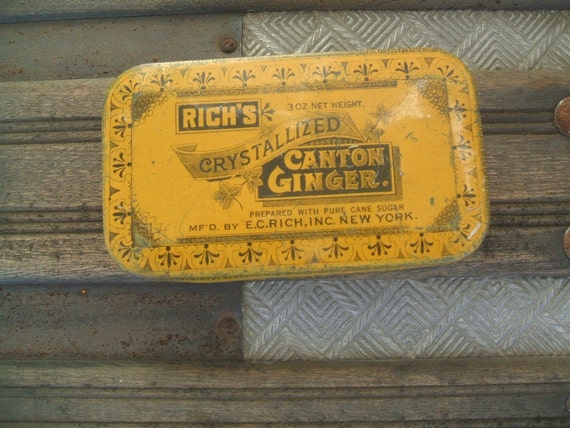 RICH'S
3 OZ. NET WEIGHT.
CRYSTALLIZED
CANTON
GINGER.
PREPARED WITH PURE CANE SUGAR
MF'D. BY E.C. RICH, INC. NEW YORK.